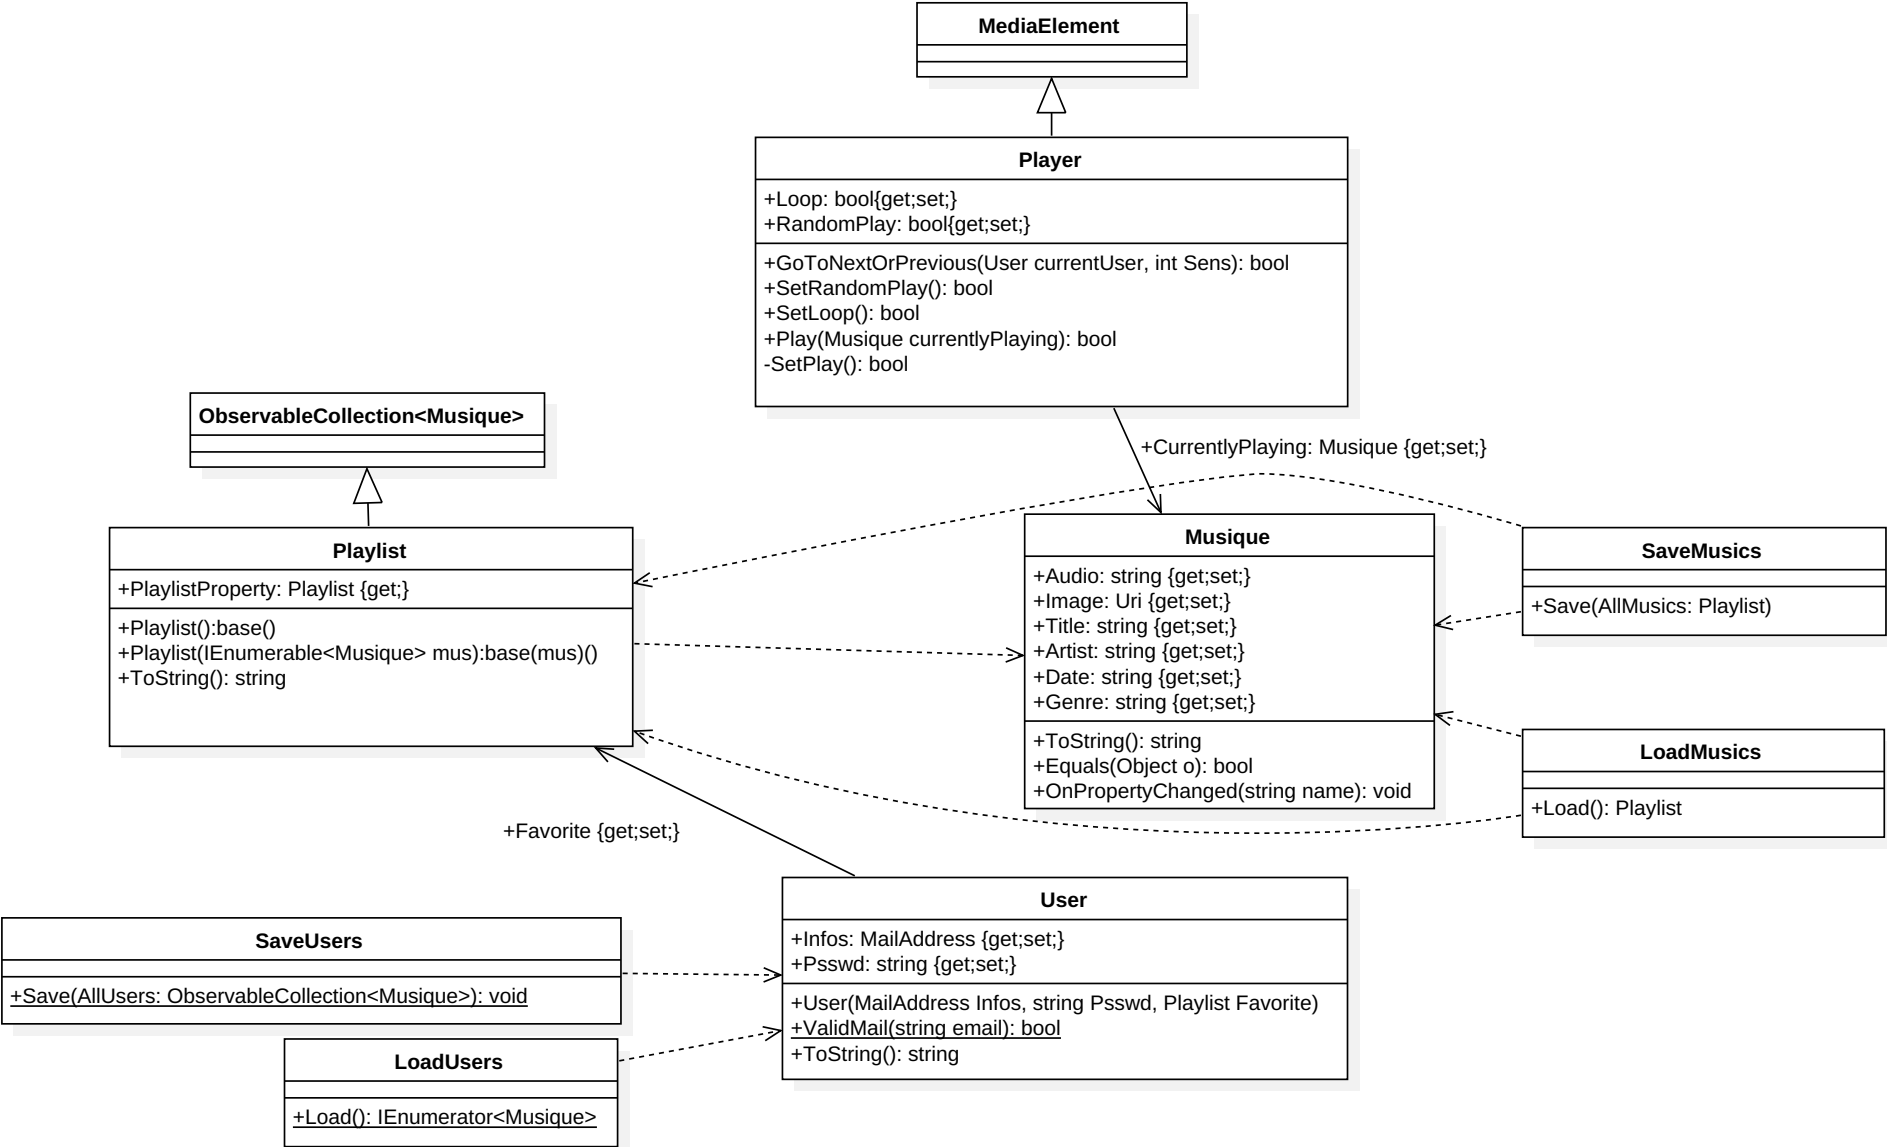 MediaElement
Player
+Loop: bool{get;set;}
+RandomPlay: bool{get;set;}
+GoToNextOrPrevious(User currentUser, int Sens): bool
+SetRandomPlay(): bool
+SetLoop(): bool
+Play(Musique currentlyPlaying): bool
-SetPlay(): bool
ObservableCollection<Musique>
+CurrentlyPlaying: Musique {get;set;}
Playlist
+PlaylistProperty: Playlist {get;}
+Playlist():base()
+Playlist(IEnumerable<Musique> mus):base(mus)()
+ToString(): string
Musique
+Audio: string {get;set;}
+Image: Uri {get;set;}
+Title: string {get;set;}
+Artist: string {get;set;}
+Date: string {get;set;}
+Genre: string {get;set;}
+ToString(): string
+Equals(Object o): bool
+OnPropertyChanged(string name): void
SaveMusics
+Save(AllMusics: Playlist)
LoadMusics
+Load(): Playlist
+Favorite {get;set;}
User
+Infos: MailAddress {get;set;}
+Psswd: string {get;set;}
+User(MailAddress Infos, string Psswd, Playlist Favorite)
+ValidMail(string email): bool
+ToString(): string
SaveUsers
+Save(AllUsers: ObservableCollection<Musique>): void
LoadUsers
+Load(): IEnumerator<Musique>